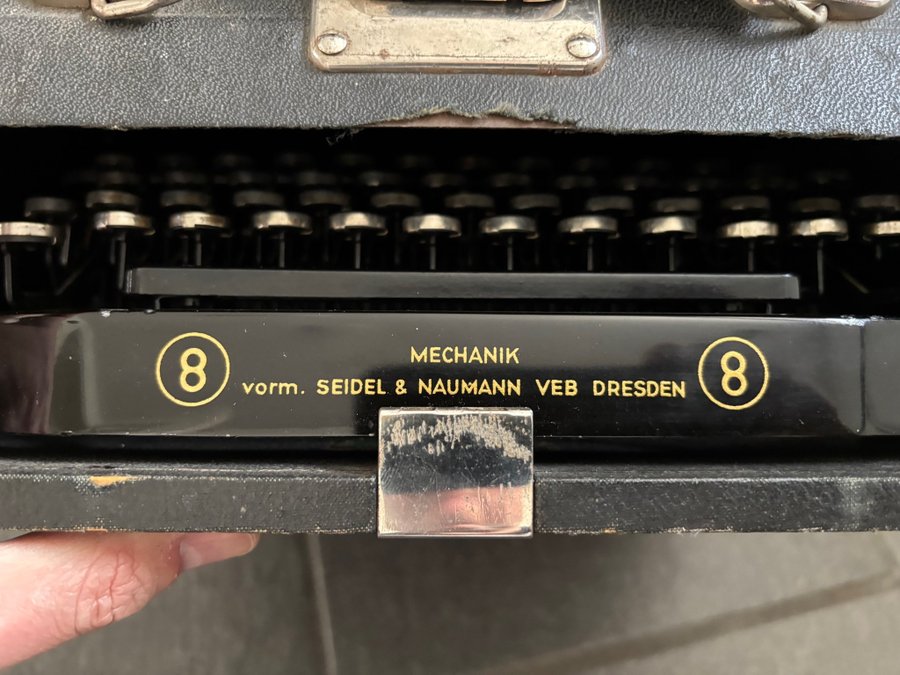 8 MECHANIK 8
vorm. SEIDEL & NAUMANN VEB DRESDEN